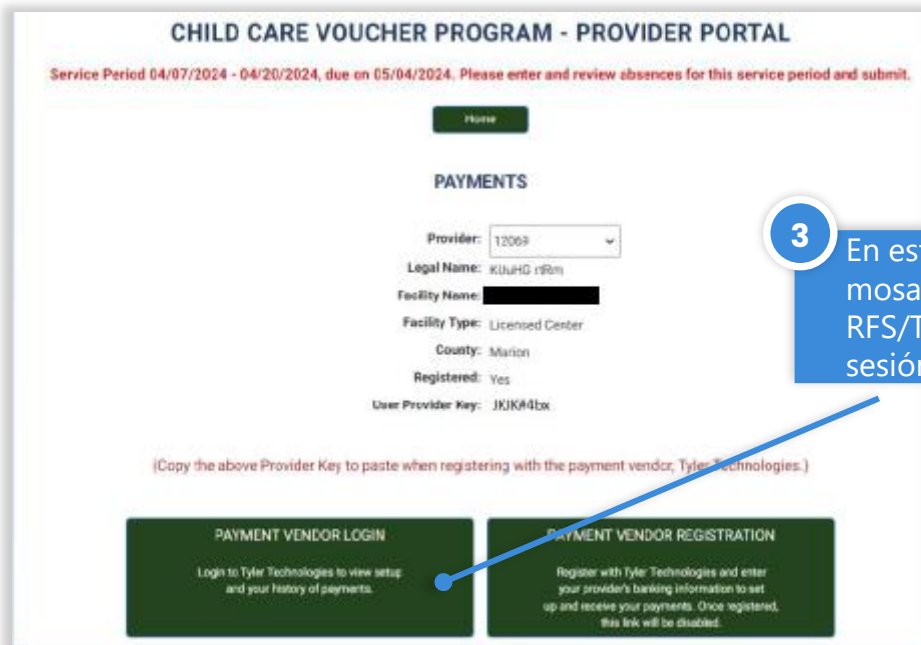 CHILD CARE VOUCHER PROGRAM - PROVIDER PORTAL
Service Period 04/07/2024 - 04/20/2024, due on 05/04/2024. Please enter and review absences for this service period and submit.
Home
PAYMENTS
Provider: 12069
Legal Name:
Facility Name:
Facility Type: Licensed Center
County: Marion
Registered: Yes
User Provider Key: JKJK#4bx
(Copy the above Provider Key to paste when registering with the payment vendor, Tyler Technologies.)
3
En est
mosa
RFS/T
sesión
PAYMENT VENDOR LOGIN
Login to Tyler Technologies to view setup
and your history of payments.
PAYMENT VENDOR REGISTRATION
Register with Tyler Technologies and enter
your provider's banking information to set
up and receive your payments. Once registered,
this link will be disabled.